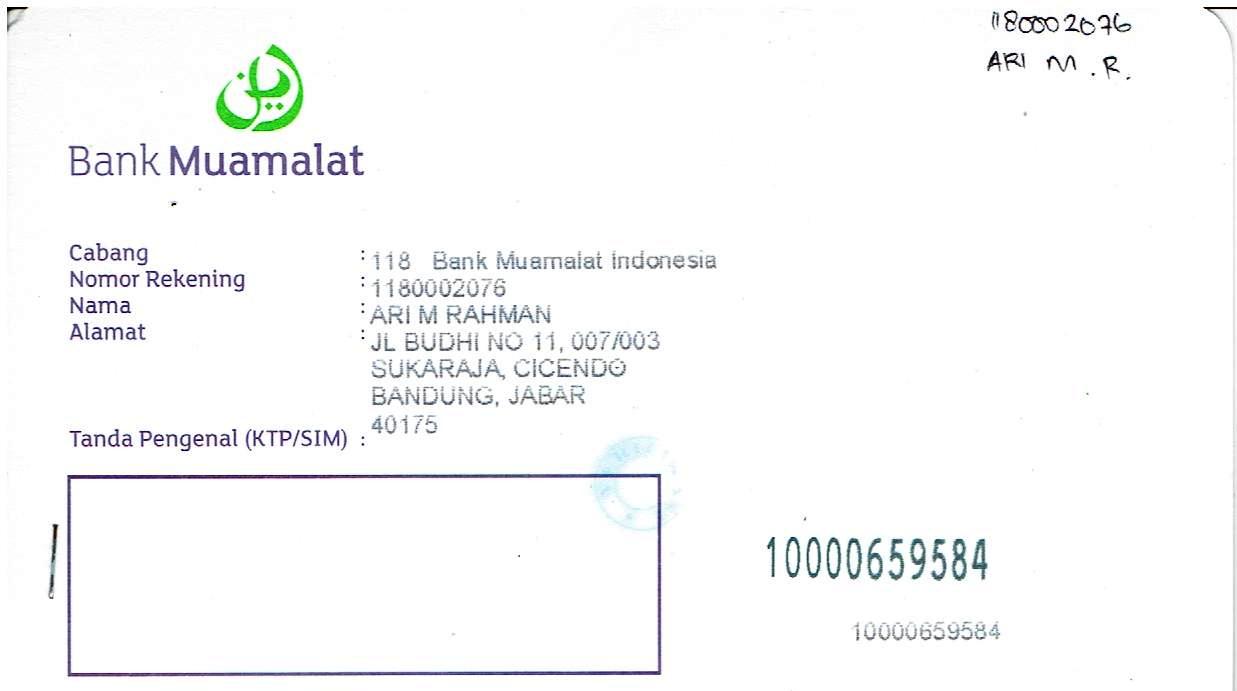 1180002076
ARI M.R.
Bank Muamalat
Cabang : 118 Bank Muamalat Indonesia
Nomor Rekening : 1180002076
Nama : ARI M RAHMAN
Alamat : JL BUDHI NO 11, 007/003
SUKARAJA, CICENDO
BANDUNG, JABAR
40175
Tanda Pengenal (KTP/SIM) :
10000659584
10000659584